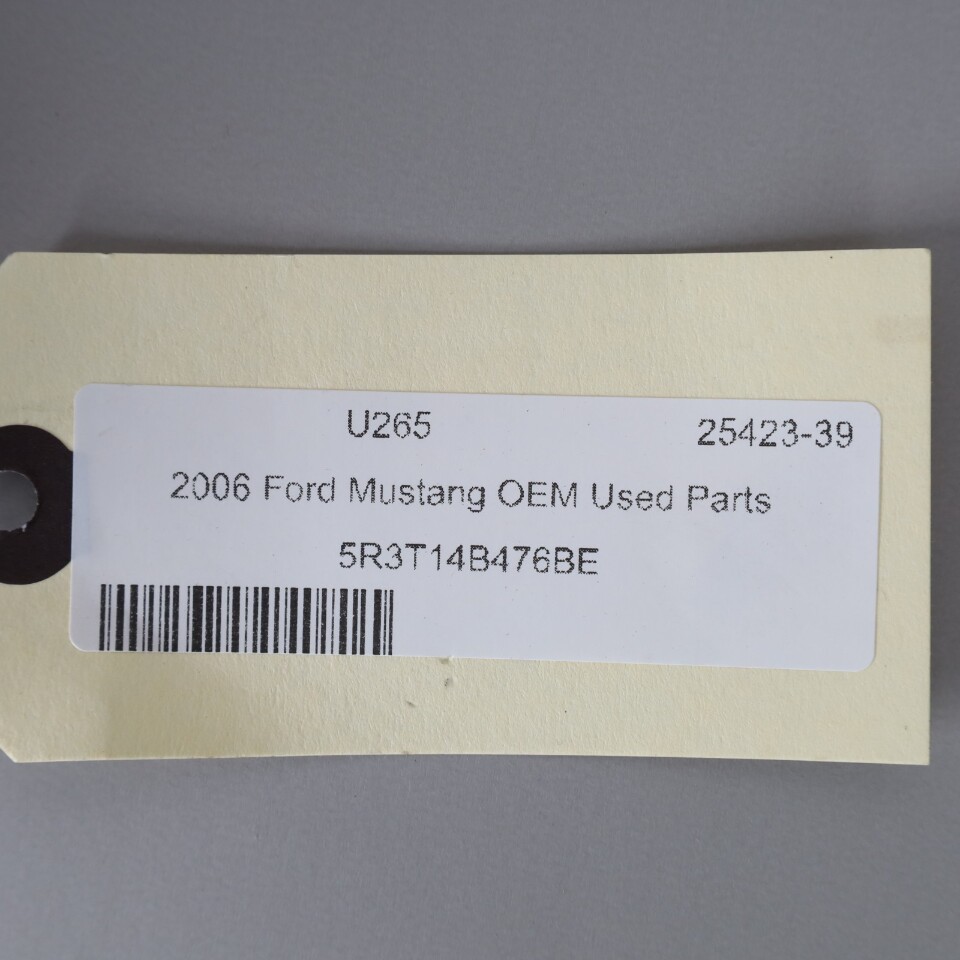 U265 25423-39
2006 Ford Mustang OEM Used Parts
5R3T14B476BE